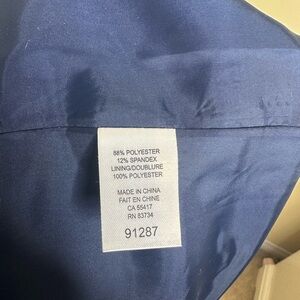 88% POLYESTER
12% SPANDEX
LINING/DOUBLURE
100% POLYESTER
MADE IN CHINA
FAIT EN CHINE
CA 55417
RN 83734
91287